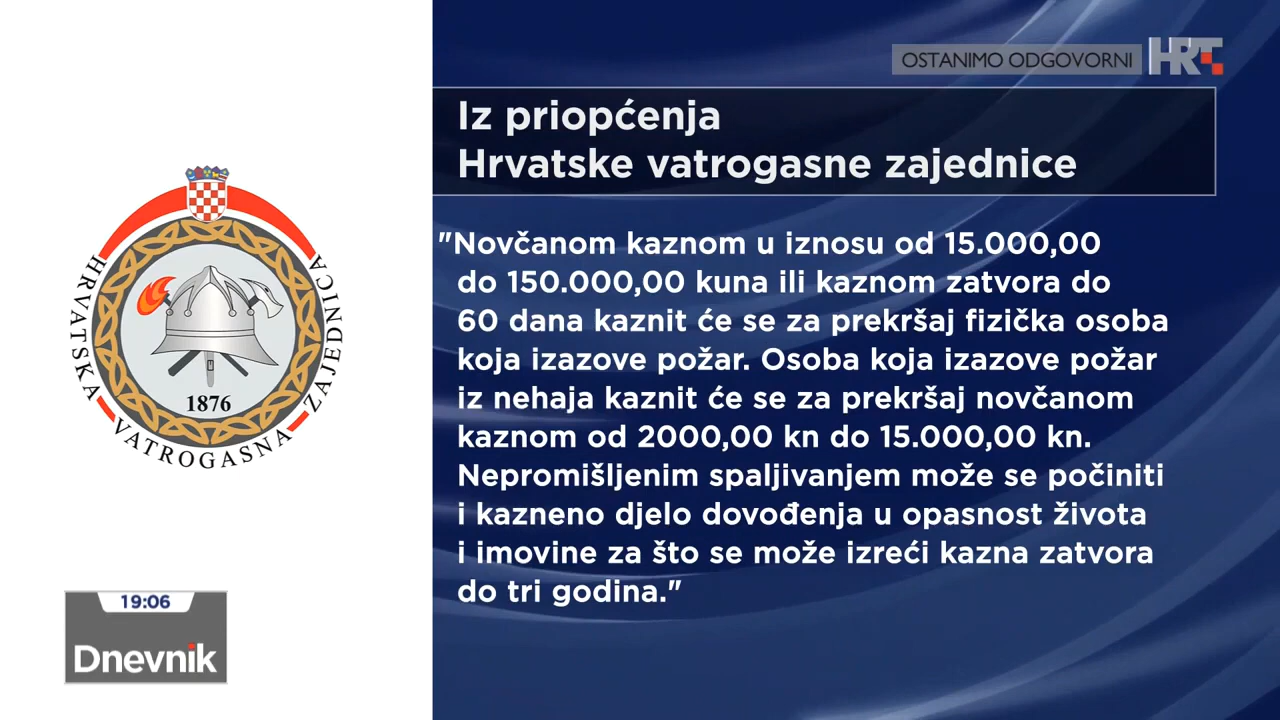 OSTANIMO ODGOVORNI
HRT
Iz priopćenja
Hrvatske vatrogasne zajednice
"Novčanom kaznom u iznosu od 15.000,00
do 150.000,00 kuna ili kaznom zatvora do
60 dana kaznit će se za prekršaj fizička osoba
koja izazove požar. Osoba koja izazove požar
iz nehaja kaznit će se za prekršaj novčanom
kaznom od 2000,00 kn do 15.000,00 kn.
Nepromišljenim spaljivanjem može se počiniti
i kazneno djelo dovođenja u opasnost života
i imovine za što se može izreći kazna zatvora
do tri godina."
HRVATSKA VATROGASNA ZAJEDNICA
1876
19:06
Dnevnik